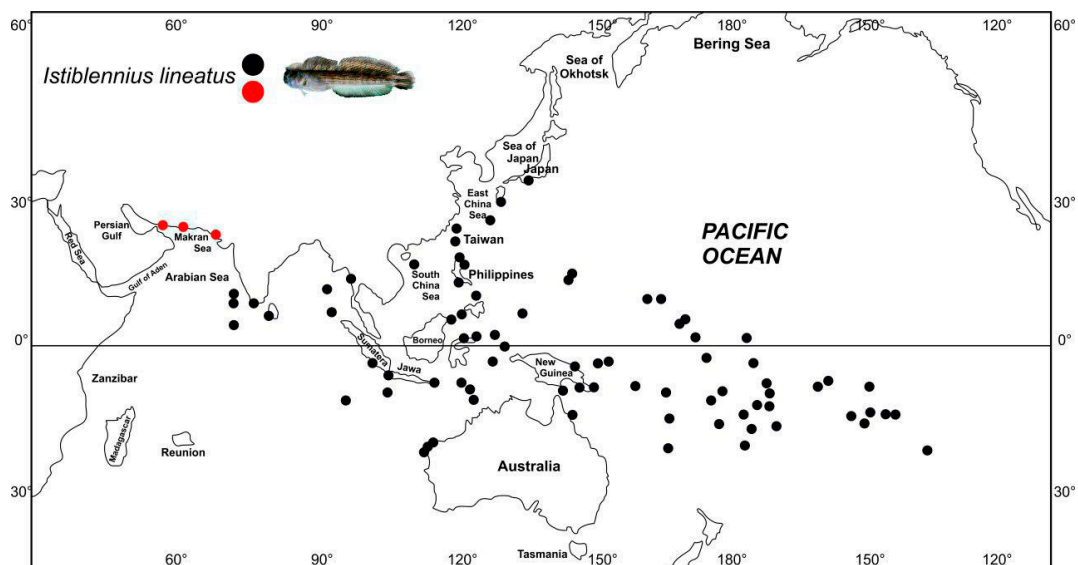 60°
90°
120°
150°
180°
150°
120°
60°
60°
Bering Sea
Istiblennius lineatus
Sea of
Okhotsk
Sea of
Japan
Japan
East
China
Sea
30°
30°
Persian
Gulf
Makran
Sea
Red Sea
Gulf of Aden
Arabian Sea
Taiwan
PACIFIC
OCEAN
South
China
Sea
Philippines
0°
0°
Borneo
Sumatera
Jawa
New
Guinea
Zanzibar
Madagascar
Reunion
Australia
30°
30°
Tasmania
60°
90°
120°
150°
180°
150°
120°